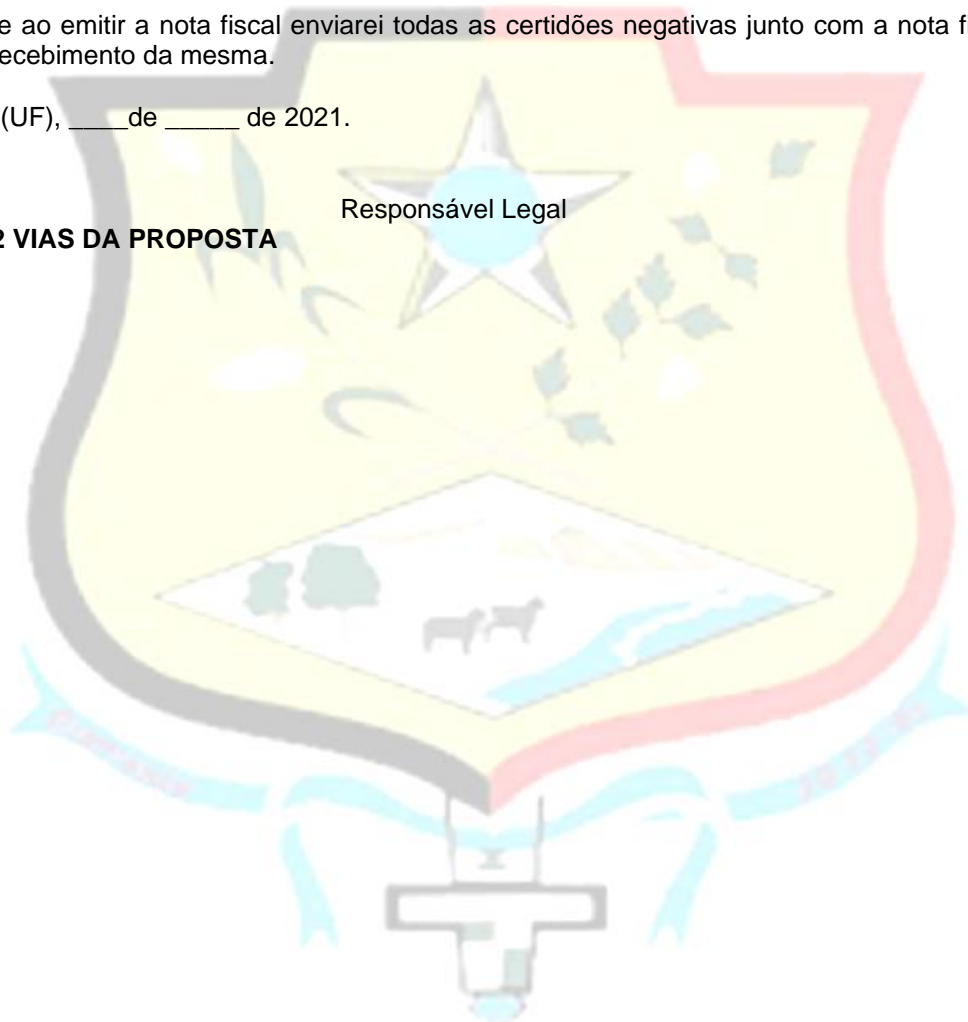 e ao emitir a nota fiscal enviarei todas as certidões negativas junto com a nota f
ecebimento da mesma.
(UF), ____de _____ de 2021.
Responsável Legal
2 VIAS DA PROPOSTA